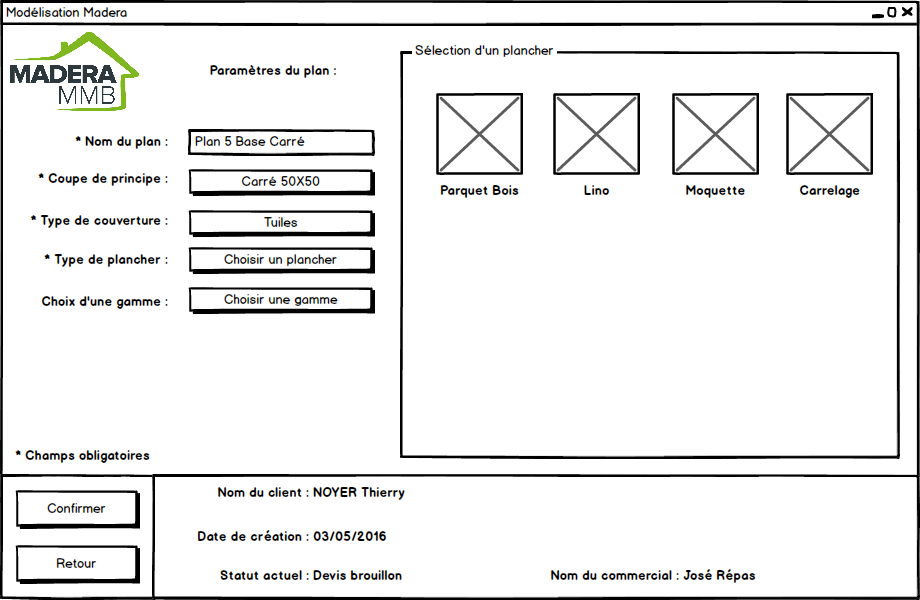 Modélisation Madera
MADERA
MMB
Paramètres du plan :
* Nom du plan : Plan 5 Base Carré
* Coupe de principe : Carré 50X50
* Type de couverture : Tuiles
* Type de plancher : Choisir un plancher
Choix d'une gamme : Choisir une gamme
* Champs obligatoires
Sélection d'un plancher
Parquet Bois Lino Moquette Carrelage
Confirmer
Retour
Nom du client : NOYER Thierry
Date de création : 03/05/2016
Statut actuel : Devis brouillon Nom du commercial : José Répas